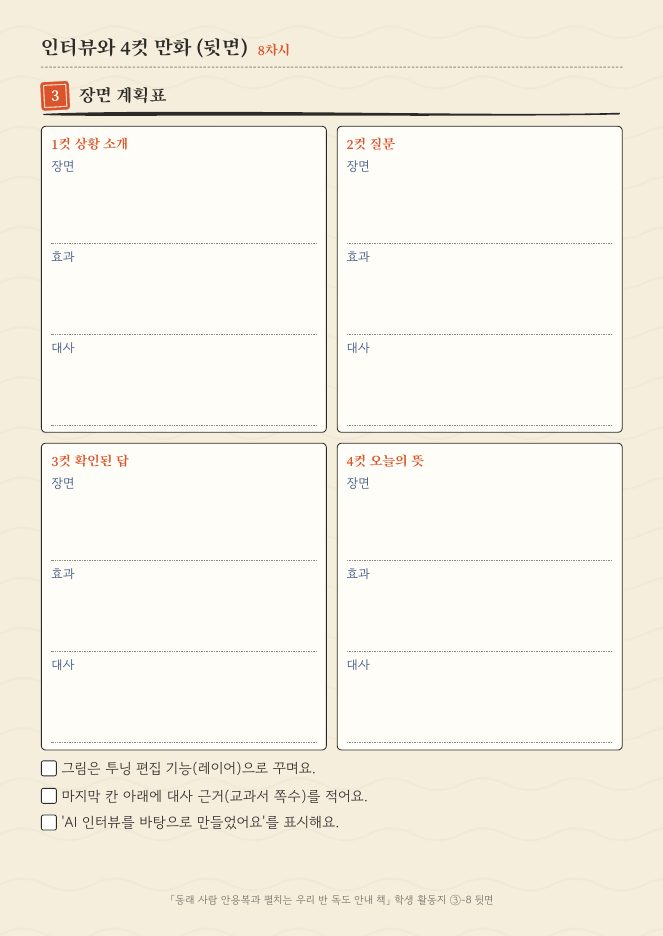 인터뷰와 4컷 만화 (뒷면) 8차시
3 장면 계획표
1컷 상황 소개
장면
효과
대사
2컷 질문
장면
효과
대사
3컷 확인된 답
장면
효과
대사
4컷 오늘의 뜻
장면
효과
대사
그림은 투닝 편집 기능(레이어)으로 꾸며요.
마지막 칸 아래에 대사 근거(교과서 쪽수)를 적어요.
'AI 인터뷰를 바탕으로 만들었어요'를 표시해요.
「동래 사람 안용복과 펼치는 우리 반 독도 안내 책」 학생 활동지 ③-8 뒷면